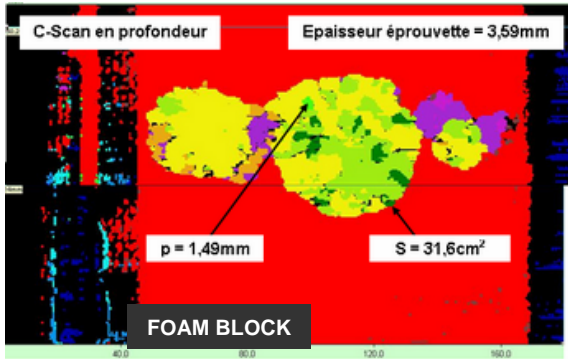 C-Scan en profondeur
Epaisseur éprouvette = 3,59mm
p = 1,49mm
S = 31,6cm²
FOAM BLOCK
40.0
80.0
120.0
160.0